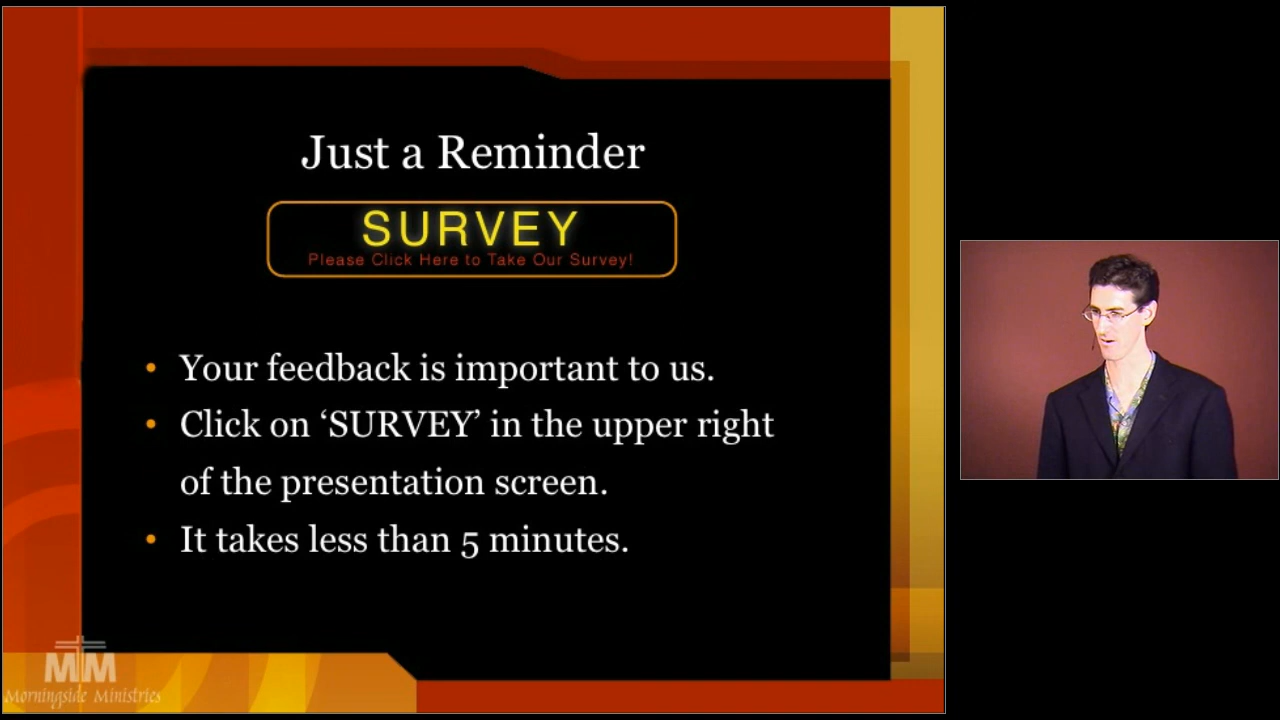 Just a Reminder
SURVEY
Please Click Here to Take Our Survey!
• Your feedback is important to us.
• Click on ‘SURVEY’ in the upper right
of the presentation screen.
• It takes less than 5 minutes.
MM
Morningside Ministries